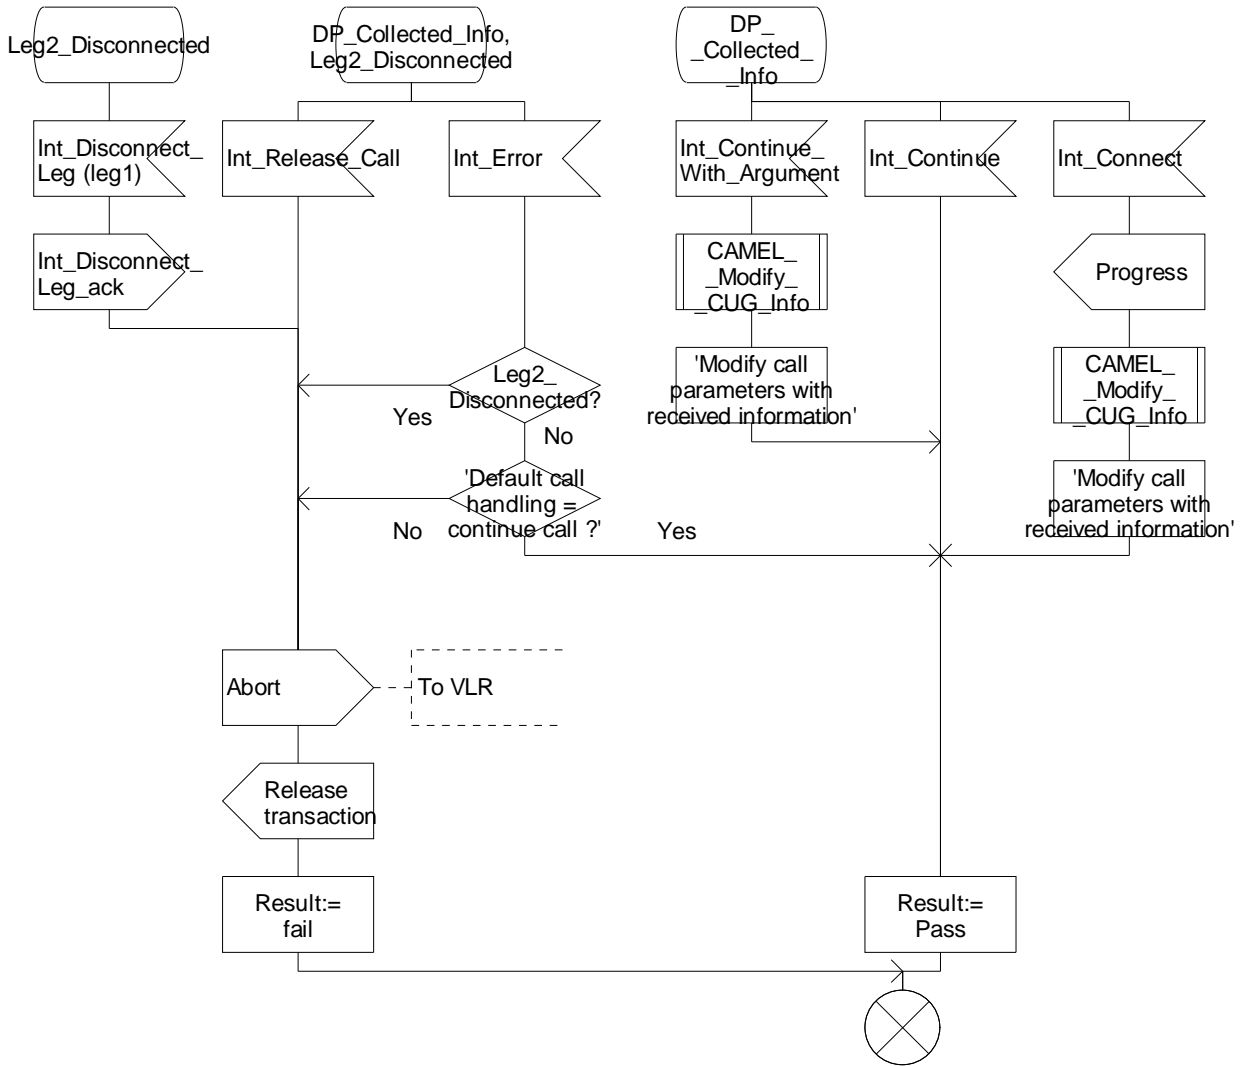 Leg2_Disconnected
DP_Collected_Info,
Leg2_Disconnected
DP_
_Collected_
_Info
Int_Disconnect_
Leg (leg1)
Int_Release_Call
Int_Error
Int_Continue_
With_Argument
Int_Continue
Int_Connect
Int_Disconnect_
Leg_ack
CAMEL_
_Modify_
_CUG_Info
Progress
Leg2_
Disconnected?
Yes
No
'Modify call
parameters with
received information'
CAMEL_
_Modify_
_CUG_Info
'Default call
handling =
continue call ?'
No
Yes
'Modify call
parameters with
received information'
Abort
To VLR
Release
transaction
Result:=
fail
Result:=
Pass